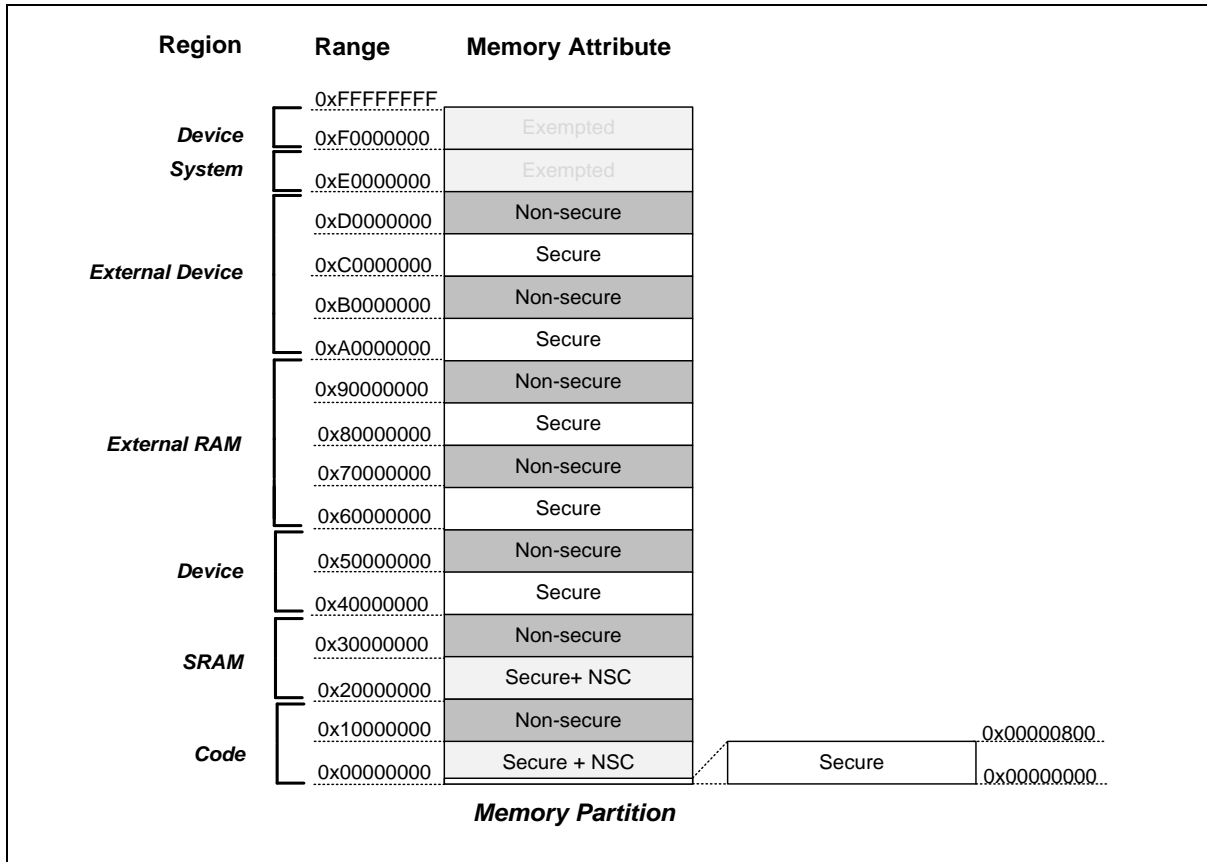 Region Range Memory Attribute
0xFFFFFFFF
Exempted
Device 0xF0000000
System Exempted
0xE0000000
Non-secure
0xD0000000
Secure
External Device 0xC0000000
Non-secure
0xB0000000
Secure
0xA0000000
Non-secure
0x90000000
Secure
External RAM 0x80000000
Non-secure
0x70000000
Secure
0x60000000
Non-secure
Device 0x50000000
Secure
0x40000000
Non-secure
0x30000000
SRAM Secure+ NSC
0x20000000
Non-secure
0x10000000 0x00000800
Code Secure + NSC Secure
0x00000000 0x00000000
Memory Partition